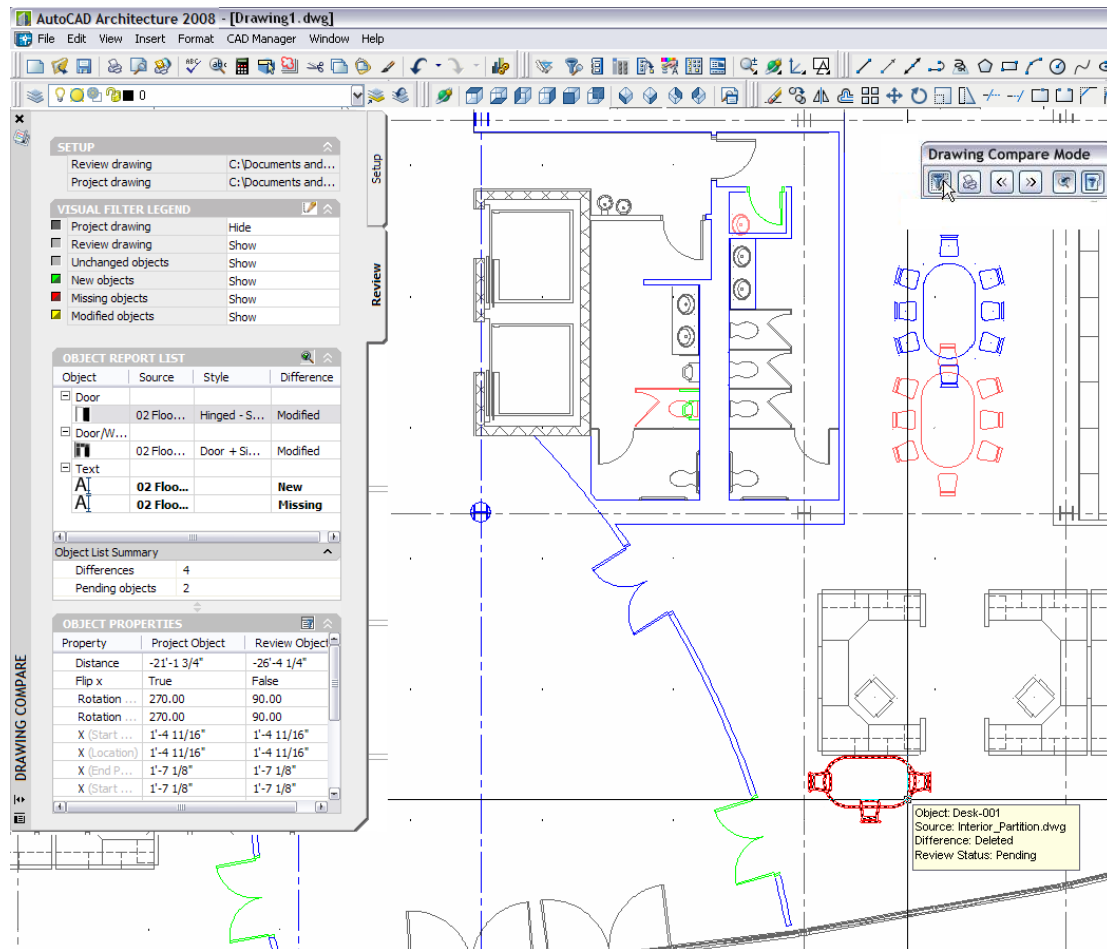 AutoCAD Architecture 2008 - [Drawing1.dwg]
File Edit View Insert Format CAD Manager Window Help
0
Setup
Review
DRAWING COMPARE
SETUP
Review drawing C:\Documents and...
Project drawing C:\Documents and...
VISUAL FILTER LEGEND
Project drawing Hide
Review drawing Show
Unchanged objects Show
New objects Show
Missing objects Show
Modified objects Show
OBJECT REPORT LIST
Object Source Style Difference
Door
02 Floo... Hinged - S... Modified
Door/W...
02 Floo... Door + Si... Modified
Text
A 02 Floo... New
A 02 Floo... Missing
Object List Summary
Differences 4
Pending objects 2
OBJECT PROPERTIES
Property Project Object Review Object
Distance -21'-1 3/4" -26'-4 1/4"
Flip x True False
Rotation ... 270.00 90.00
Rotation ... 270.00 90.00
X (Start ... 1'-4 11/16" 1'-4 11/16"
X (Location) 1'-4 11/16" 1'-4 11/16"
X (End P... 1'-7 1/8" 1'-7 1/8"
X (Start ... 1'-7 1/8" 1'-7 1/8"
Drawing Compare Mode
Object: Desk-001
Source: Interior_Partition.dwg
Difference: Deleted
Review Status: Pending